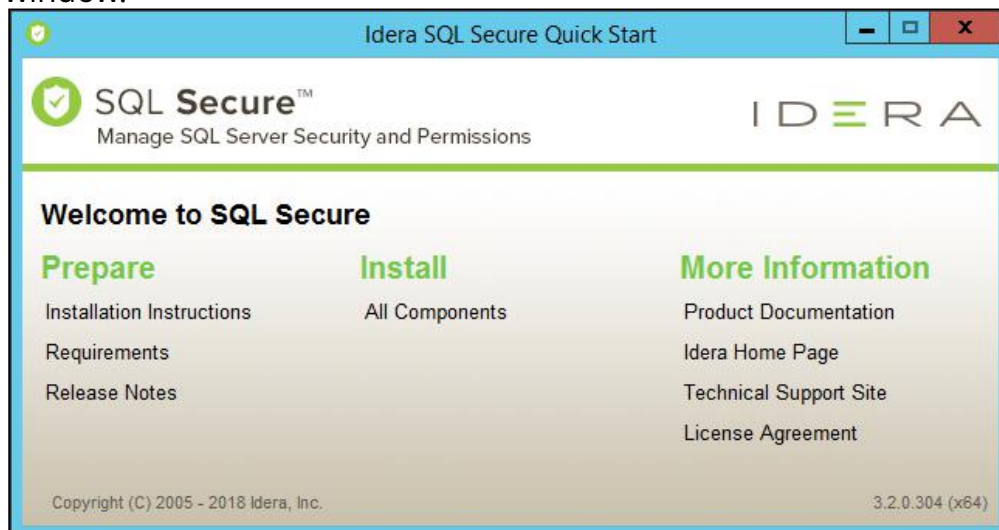 window.
Idera SQL Secure Quick Start
SQL Secure™
Manage SQL Server Security and Permissions
IDERA
Welcome to SQL Secure
Prepare
Installation Instructions
Requirements
Release Notes
Install
All Components
More Information
Product Documentation
Idera Home Page
Technical Support Site
License Agreement
Copyright (C) 2005 - 2018 Idera, Inc.
3.2.0.304 (x64)